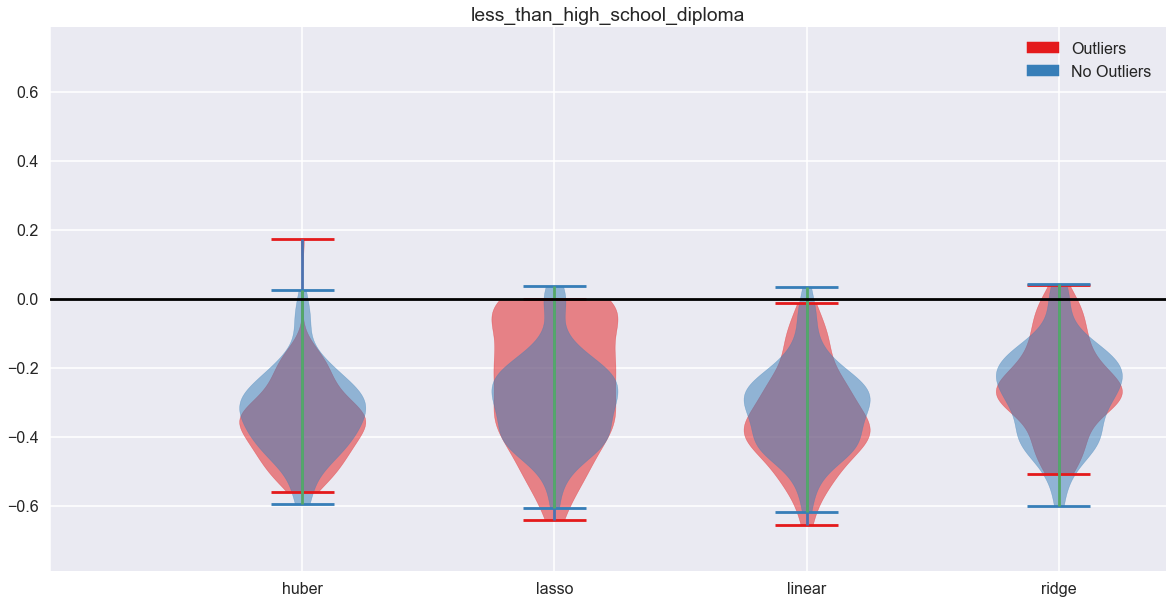 less_than_high_school_diploma
Outliers
No Outliers
0.6
0.4
0.2
0.0
−0.2
−0.4
−0.6
huber
lasso
linear
ridge